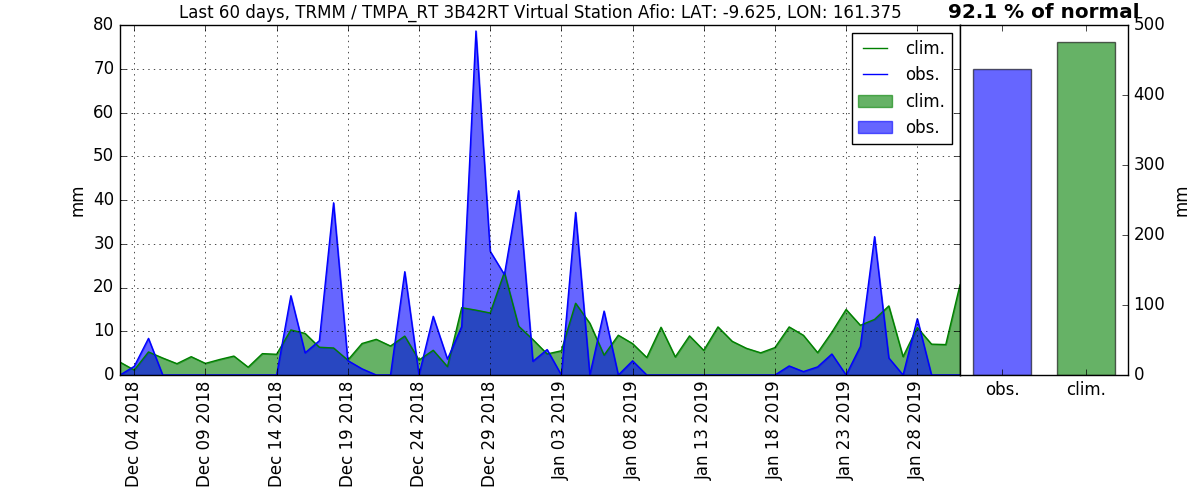 Last 60 days, TRMM / TMPA_RT 3B42RT Virtual Station Afio: LAT: -9.625, LON: 161.375
92.1 % of normal
80
70
60
50
40
30
20
10
0
mm
clim.
obs.
clim.
obs.
500
400
300
200
100
0
mm
Dec 04 2018
Dec 09 2018
Dec 14 2018
Dec 19 2018
Dec 24 2018
Dec 29 2018
Jan 03 2019
Jan 08 2019
Jan 13 2019
Jan 18 2019
Jan 23 2019
Jan 28 2019
obs.
clim.